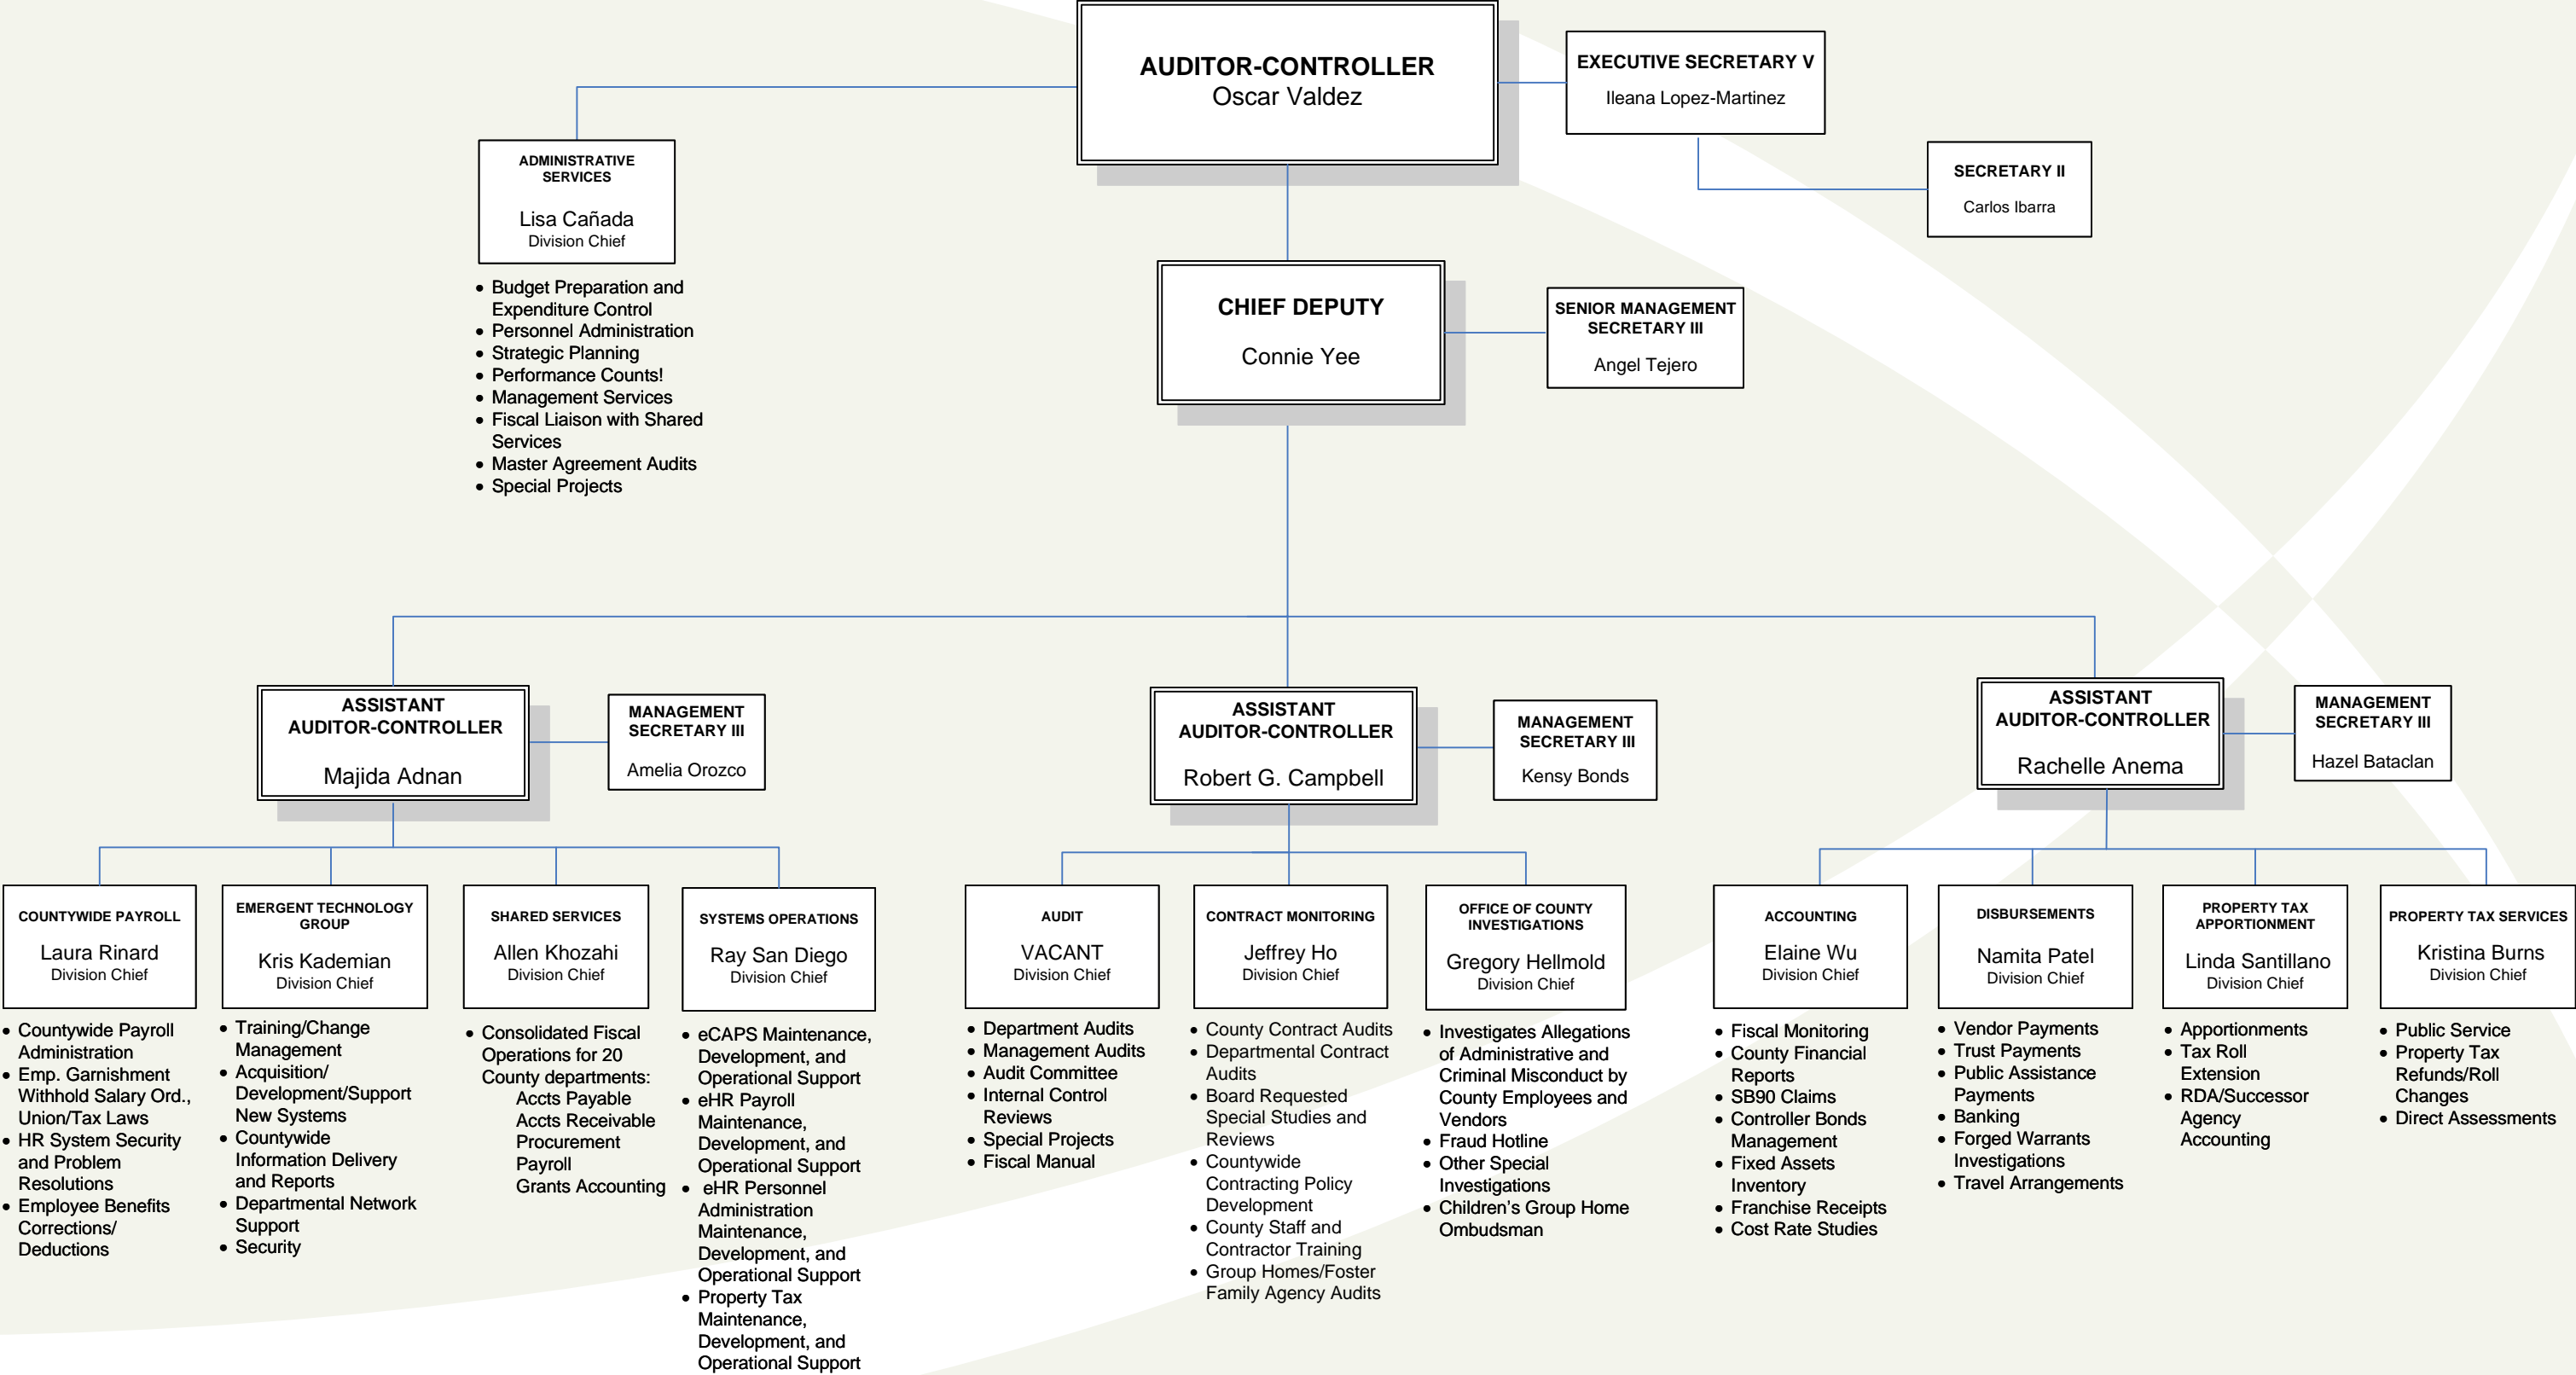 AUDITOR-CONTROLLER
Oscar Valdez
EXECUTIVE SECRETARY V
Ileana Lopez-Martinez
SECRETARY II
Carlos Ibarra
ADMINISTRATIVE
SERVICES
Lisa Cañada
Division Chief
• Budget Preparation and
Expenditure Control
• Personnel Administration
• Strategic Planning
• Performance Counts!
• Management Services
• Fiscal Liaison with Shared
Services
• Master Agreement Audits
• Special Projects
CHIEF DEPUTY
Connie Yee
SENIOR MANAGEMENT
SECRETARY III
Angel Tejero
ASSISTANT
AUDITOR-CONTROLLER
Majida Adnan
MANAGEMENT
SECRETARY III
Amelia Orozco
ASSISTANT
AUDITOR-CONTROLLER
Robert G. Campbell
MANAGEMENT
SECRETARY III
Kensy Bonds
ASSISTANT
AUDITOR-CONTROLLER
Rachelle Anema
MANAGEMENT
SECRETARY III
Hazel Bataclan
COUNTYWIDE PAYROLL
Laura Rinard
Division Chief
• Countywide Payroll
Administration
• Emp. Garnishment
Withhold Salary Ord.,
Union/Tax Laws
• HR System Security
and Problem
Resolutions
• Employee Benefits
Corrections/
Deductions
EMERGENT TECHNOLOGY
GROUP
Kris Kademian
Division Chief
• Training/Change
Management
• Acquisition/
Development/Support
New Systems
• Countywide
Information Delivery
and Reports
• Departmental Network
Support
• Security
SHARED SERVICES
Allen Khozahi
Division Chief
• Consolidated Fiscal
Operations for 20
County departments:
Accts Payable
Accts Receivable
Procurement
Payroll
Grants Accounting
SYSTEMS OPERATIONS
Ray San Diego
Division Chief
• eCAPS Maintenance,
Development, and
Operational Support
• eHR Payroll
Maintenance,
Development, and
Operational Support
• eHR Personnel
Administration
Maintenance,
Development, and
Operational Support
• Property Tax
Maintenance,
Development, and
Operational Support
AUDIT
VACANT
Division Chief
• Department Audits
• Management Audits
• Audit Committee
• Internal Control
Reviews
• Special Projects
• Fiscal Manual
CONTRACT MONITORING
Jeffrey Ho
Division Chief
• County Contract Audits
• Departmental Contract
Audits
• Board Requested
Special Studies and
Reviews
• Countywide
Contracting Policy
Development
• County Staff and
Contractor Training
• Group Homes/Foster
Family Agency Audits
OFFICE OF COUNTY
INVESTIGATIONS
Gregory Hellmold
Division Chief
• Investigates Allegations
of Administrative and
Criminal Misconduct by
County Employees and
Vendors
• Fraud Hotline
• Other Special
Investigations
• Children’s Group Home
Ombudsman
ACCOUNTING
Elaine Wu
Division Chief
• Fiscal Monitoring
• County Financial
Reports
• SB90 Claims
• Controller Bonds
Management
• Fixed Assets
Inventory
• Franchise Receipts
• Cost Rate Studies
DISBURSEMENTS
Namita Patel
Division Chief
• Vendor Payments
• Trust Payments
• Public Assistance
Payments
• Banking
• Forged Warrants
Investigations
• Travel Arrangements
PROPERTY TAX
APPORTIONMENT
Linda Santillano
Division Chief
• Apportionments
• Tax Roll
Extension
• RDA/Successor
Agency
Accounting
PROPERTY TAX SERVICES
Kristina Burns
Division Chief
• Public Service
• Property Tax
Refunds/Roll
Changes
• Direct Assessments